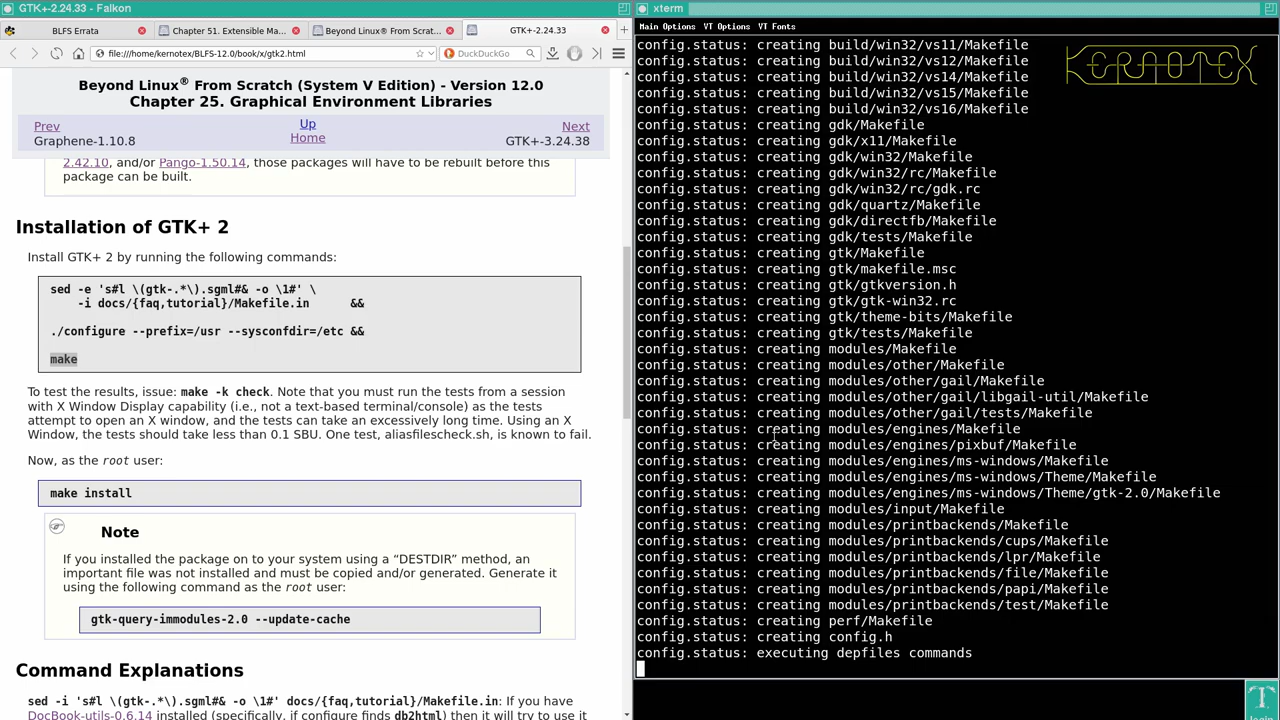 GTK+-2.24.33 - Falkon
BLFS Errata
Chapter 51. Extensible Ma...
Beyond Linux® From Scrat...
GTK+-2.24.33
file:///home/kernotex/BLFS-12.0/book/x/gtk2.html
DuckDuckGo
Beyond Linux® From Scratch (System V Edition) - Version 12.0
Chapter 25. Graphical Environment Libraries
Prev
Up
Next
Graphene-1.10.8
Home
GTK+-3.24.38
2.42.10, and/or Pango-1.50.14, those packages will have to be rebuilt before this
package can be built.
Installation of GTK+ 2
Install GTK+ 2 by running the following commands:
sed -e 's#l \(gtk-.*\).sgml#& -o \1#' \
-i docs/{faq,tutorial}/Makefile.in &&
./configure --prefix=/usr --sysconfdir=/etc &&
make
To test the results, issue: make -k check. Note that you must run the tests from a session
with X Window Display capability (i.e., not a text-based terminal/console) as the tests
attempt to open an X window, and the tests can take an excessively long time. Using an X
Window, the tests should take less than 0.1 SBU. One test, aliasfilescheck.sh, is known to fail.
Now, as the root user:
make install
Note
If you installed the package on to your system using a “DESTDIR” method, an
important file was not installed and must be copied and/or generated. Generate it
using the following command as the root user:
gtk-query-immodules-2.0 --update-cache
Command Explanations
sed -i 's#l \(gtk-.*\).sgml#& -o \1#' docs/{faq,tutorial}/Makefile.in: If you have
DocBook-utils-0.6.14 installed (specifically, if configure finds db2html) then it will try to use it
xterm
Main Options VT Options VT Fonts
config.status: creating build/win32/vs11/Makefile
config.status: creating build/win32/vs12/Makefile
config.status: creating build/win32/vs14/Makefile
config.status: creating build/win32/vs15/Makefile
config.status: creating build/win32/vs16/Makefile
config.status: creating gdk/Makefile
config.status: creating gdk/x11/Makefile
config.status: creating gdk/win32/Makefile
config.status: creating gdk/win32/rc/Makefile
config.status: creating gdk/win32/rc/gdk.rc
config.status: creating gdk/quartz/Makefile
config.status: creating gdk/directfb/Makefile
config.status: creating gdk/tests/Makefile
config.status: creating gtk/Makefile
config.status: creating gtk/makefile.msc
config.status: creating gtk/gtkversion.h
config.status: creating gtk/gtk-win32.rc
config.status: creating gtk/theme-bits/Makefile
config.status: creating gtk/tests/Makefile
config.status: creating modules/Makefile
config.status: creating modules/other/Makefile
config.status: creating modules/other/gail/Makefile
config.status: creating modules/other/gail/libgail-util/Makefile
config.status: creating modules/other/gail/tests/Makefile
config.status: creating modules/engines/Makefile
config.status: creating modules/engines/pixbuf/Makefile
config.status: creating modules/engines/ms-windows/Makefile
config.status: creating modules/engines/ms-windows/Theme/Makefile
config.status: creating modules/engines/ms-windows/Theme/gtk-2.0/Makefile
config.status: creating modules/input/Makefile
config.status: creating modules/printbackends/Makefile
config.status: creating modules/printbackends/cups/Makefile
config.status: creating modules/printbackends/lpr/Makefile
config.status: creating modules/printbackends/file/Makefile
config.status: creating modules/printbackends/papi/Makefile
config.status: creating modules/printbackends/test/Makefile
config.status: creating perf/Makefile
config.status: creating config.h
config.status: executing depfiles commands
KERNOTEX
login